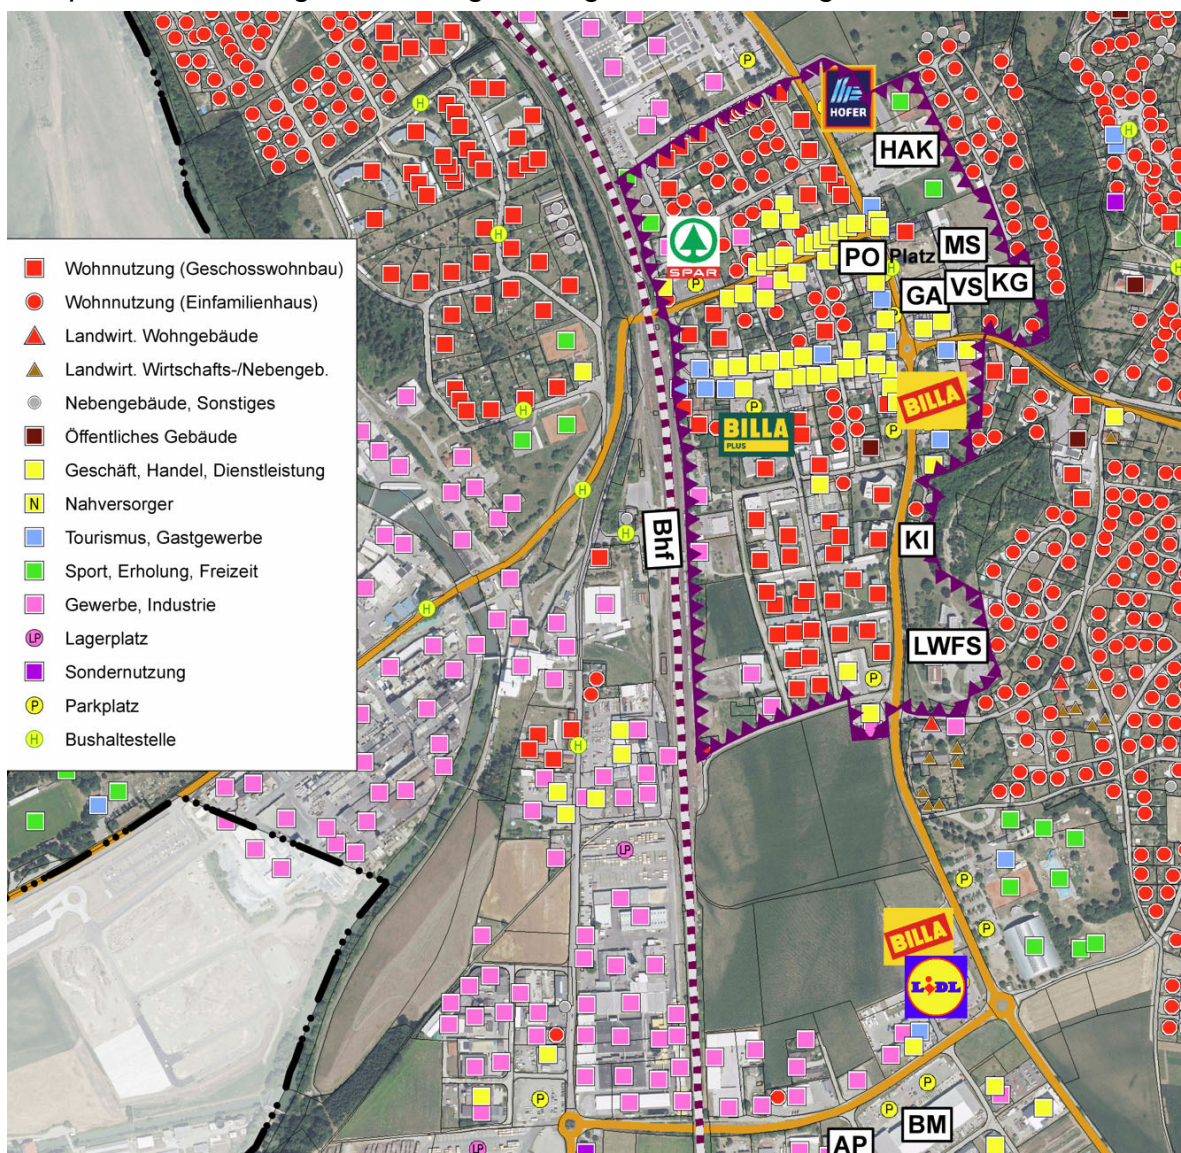 HOFER
HAK
MS
SPAR
PO
Platz
GA
VS
KG
Wohnnutzung (Geschosswohnbau)
Wohnnutzung (Einfamilienhaus)
Landwirt. Wohngebäude
Landwirt. Wirtschafts-/Nebengeb.
Nebengebäude, Sonstiges
Öffentliches Gebäude
Geschäft, Handel, Dienstleistung
N Nahversorger
Tourismus, Gastgewerbe
Sport, Erholung, Freizeit
Gewerbe, Industrie
LP Lagerplatz
Sondernutzung
P Parkplatz
H Bushaltestelle
BILLA
BILLA
PLUS
Bhf
KI
LWFS
LP
BILLA
LIDL
BM
AP
LP